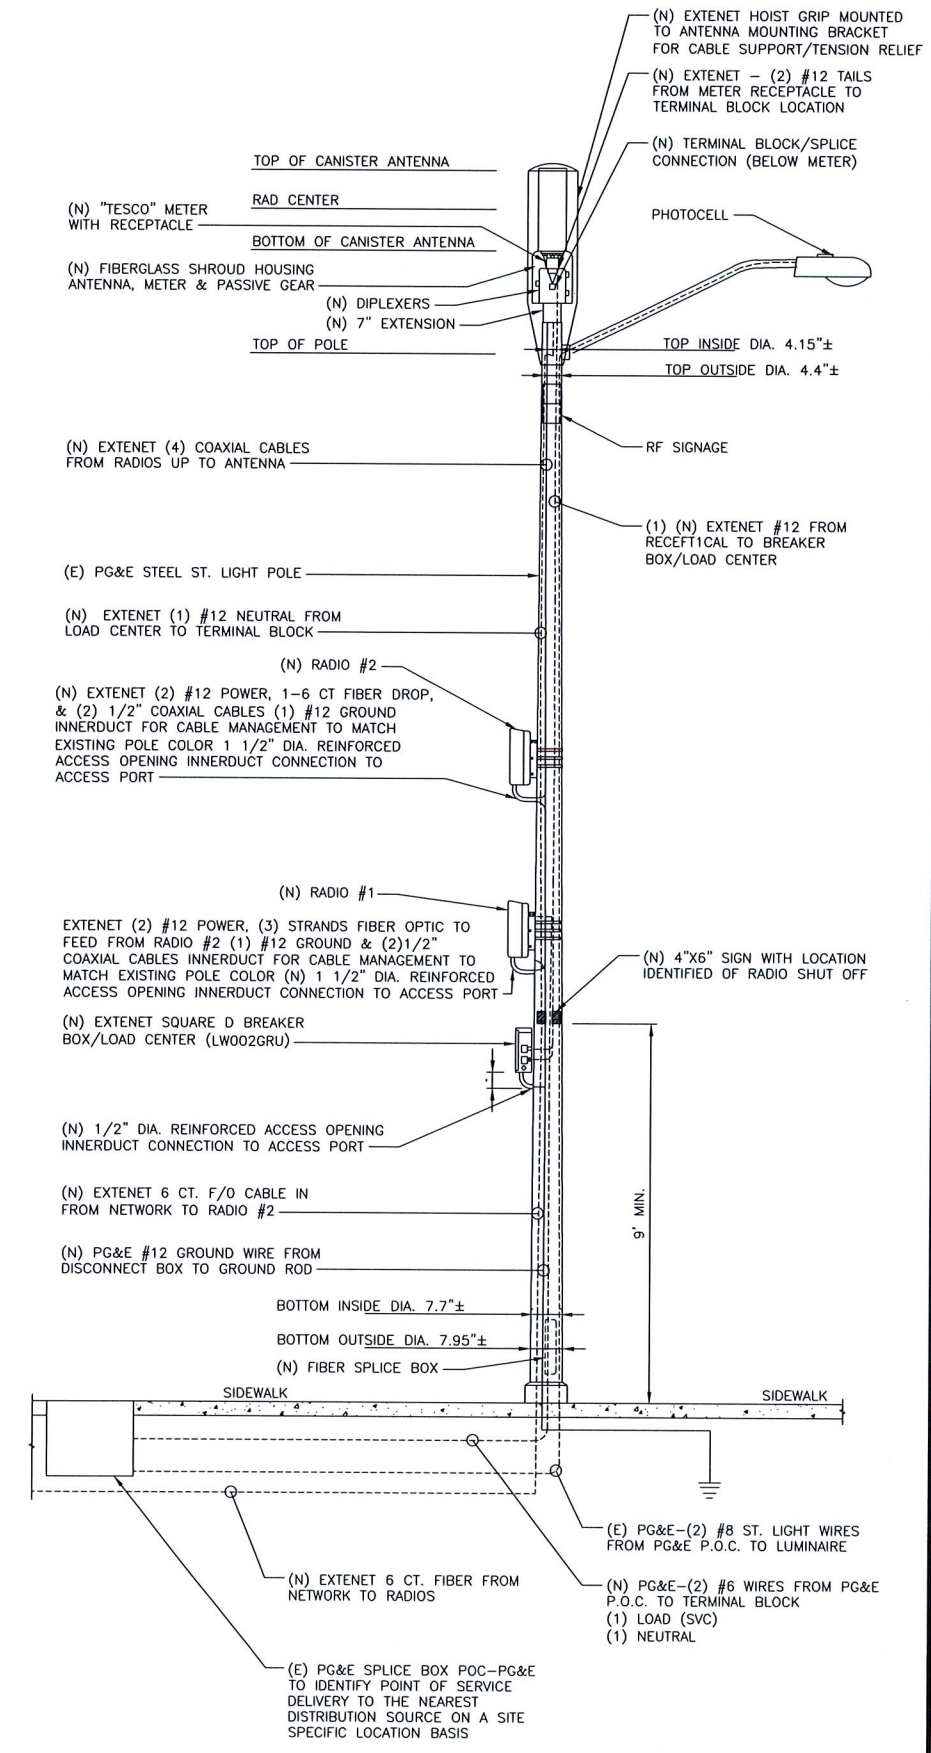 (N) EXTENET HOIST GRIP MOUNTED
TO ANTENNA MOUNTING BRACKET
FOR CABLE SUPPORT/TENSION RELIEF
(N) EXTENET – (2) #12 TAILS
FROM METER RECEPTACLE TO
TERMINAL BLOCK LOCATION
(N) TERMINAL BLOCK/SPLICE
CONNECTION (BELOW METER)
TOP OF CANISTER ANTENNA
RAD CENTER
(N) "TESCO" METER
WITH RECEPTACLE
PHOTOCELL
BOTTOM OF CANISTER ANTENNA
(N) FIBERGLASS SHROUD HOUSING
ANTENNA, METER & PASSIVE GEAR
(N) DIPLEXERS
(N) 7" EXTENSION
TOP OF POLE
TOP INSIDE DIA. 4.15"±
TOP OUTSIDE DIA. 4.4"±
RF SIGNAGE
(N) EXTENET (4) COAXIAL CABLES
FROM RADIOS UP TO ANTENNA
(1) (N) EXTENET #12 FROM
RECEFT1CAL TO BREAKER
BOX/LOAD CENTER
(E) PG&E STEEL ST. LIGHT POLE
(N) EXTENET (1) #12 NEUTRAL FROM
LOAD CENTER TO TERMINAL BLOCK
(N) RADIO #2
(N) EXTENET (2) #12 POWER, 1–6 CT FIBER DROP,
& (2) 1/2" COAXIAL CABLES (1) #12 GROUND
INNERDUCT FOR CABLE MANAGEMENT TO MATCH
EXISTING POLE COLOR 1 1/2" DIA. REINFORCED
ACCESS OPENING INNERDUCT CONNECTION TO
ACCESS PORT
(N) RADIO #1
EXTENET (2) #12 POWER, (3) STRANDS FIBER OPTIC TO
FEED FROM RADIO #2 (1) #12 GROUND & (2)1/2"
COAXIAL CABLES INNERDUCT FOR CABLE MANAGEMENT TO
MATCH EXISTING POLE COLOR (N) 1 1/2" DIA. REINFORCED
ACCESS OPENING INNERDUCT CONNECTION TO ACCESS PORT
(N) 4"X6" SIGN WITH LOCATION
IDENTIFIED OF RADIO SHUT OFF
(N) EXTENET SQUARE D BREAKER
BOX/LOAD CENTER (LW002GRU)
(N) 1/2" DIA. REINFORCED ACCESS OPENING
INNERDUCT CONNECTION TO ACCESS PORT
(N) EXTENET 6 CT. F/O CABLE IN
FROM NETWORK TO RADIO #2
9' MIN.
(N) PG&E #12 GROUND WIRE FROM
DISCONNECT BOX TO GROUND ROD
BOTTOM INSIDE DIA. 7.7"±
BOTTOM OUTSIDE DIA. 7.95"±
(N) FIBER SPLICE BOX
SIDEWALK
SIDEWALK
(E) PG&E–(2) #8 ST. LIGHT WIRES
FROM PG&E P.O.C. TO LUMINAIRE
(N) EXTENET 6 CT. FIBER FROM
NETWORK TO RADIOS
(N) PG&E–(2) #6 WIRES FROM PG&E
P.O.C. TO TERMINAL BLOCK
(1) LOAD (SVC)
(1) NEUTRAL
(E) PG&E SPLICE BOX POC–PG&E
TO IDENTIFY POINT OF SERVICE
DELIVERY TO THE NEAREST
DISTRIBUTION SOURCE ON A SITE
SPECIFIC LOCATION BASIS